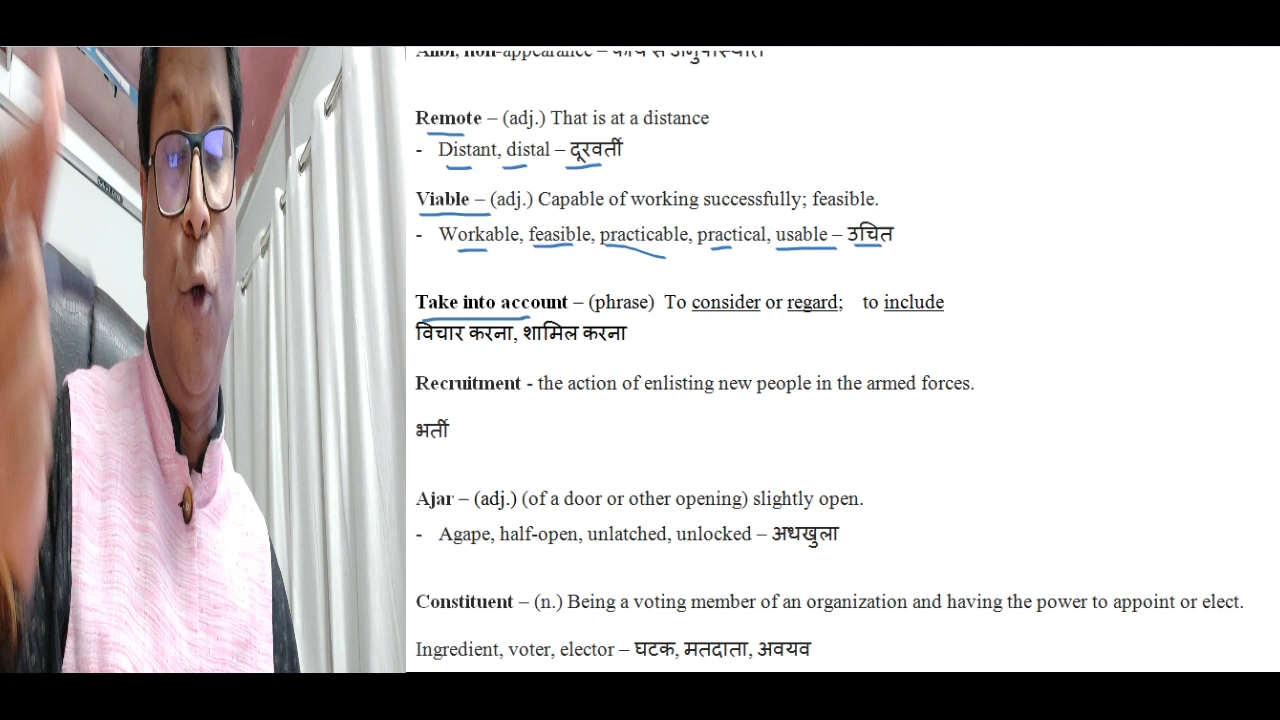 Remote – (adj.) That is at a distance
- Distant, distal – दूरवर्ती
Viable – (adj.) Capable of working successfully; feasible.
- Workable, feasible, practicable, practical, usable – उचित
Take into account – (phrase) To consider or regard; to include
विचार करना, शामिल करना
Recruitment - the action of enlisting new people in the armed forces.
भर्ती
Ajar – (adj.) (of a door or other opening) slightly open.
- Agape, half-open, unlatched, unlocked – अधखुला
Constituent – (n.) Being a voting member of an organization and having the power to appoint or elect.
Ingredient, voter, elector – घटक, मतदाता, अवयव